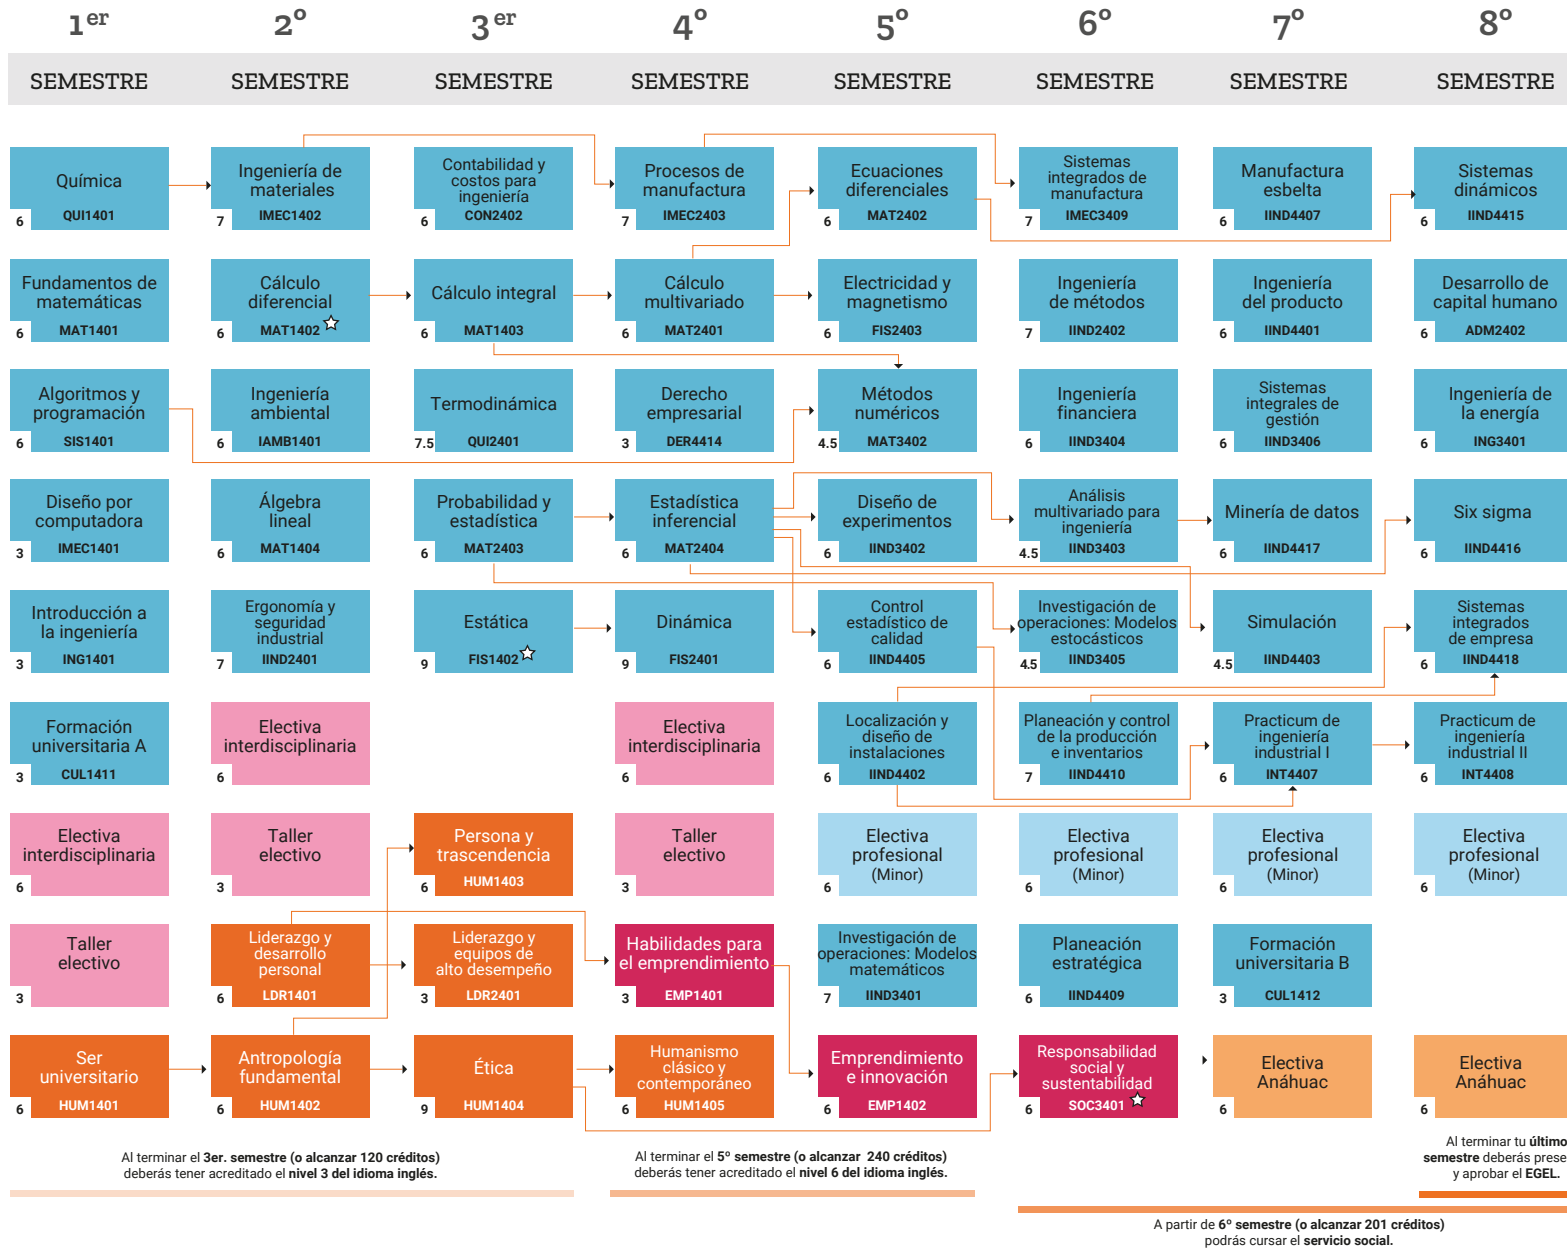 1er 2º 3er 4º 5º 6º 7º 8º
SEMESTRE SEMESTRE SEMESTRE SEMESTRE SEMESTRE SEMESTRE SEMESTRE SEMESTRE
Química
6 QUI1401
Ingeniería de
materiales
7 IMEC1402
Contabilidad y
costos para
ingeniería
6 CON2402
Procesos de
manufactura
7 IMEC2403
Ecuaciones
diferenciales
6 MAT2402
Sistemas
integrados de
manufactura
7 IMEC3409
Manufactura
esbelta
6 IIND4407
Sistemas
dinámicos
6 IIND4415
Fundamentos de
matemáticas
6 MAT1401
Cálculo
diferencial
6 MAT1402
Cálculo integral
6 MAT1403
Cálculo
multivariado
6 MAT2401
Electricidad y
magnetismo
6 FIS2403
Ingeniería
de métodos
7 IIND2402
Ingeniería
del producto
6 IIND4401
Desarrollo de
capital humano
6 ADM2402
Algoritmos y
programación
6 SIS1401
Ingeniería
ambiental
6 IAMB1401
Termodinámica
7.5 QUI2401
Derecho
empresarial
3 DER4414
Métodos
numéricos
4.5 MAT3402
Ingeniería
financiera
6 IIND3404
Sistemas
integrales de
gestión
6 IIND3406
Ingeniería de
la energía
6 ING3401
Diseño por
computadora
3 IMEC1401
Álgebra
lineal
6 MAT1404
Probabilidad y
estadística
6 MAT2403
Estadística
inferencial
6 MAT2404
Diseño de
experimentos
6 IIND3402
Análisis
multivariado para
ingeniería
4.5 IIND3403
Minería de datos
6 IIND4417
Six sigma
6 IIND4416
Introducción a
la ingeniería
3 ING1401
Ergonomía y
seguridad
industrial
7 IIND2401
Estática
9 FIS1402
Dinámica
9 FIS2401
Control
estadístico de
calidad
6 IIND4405
Investigación de
operaciones: Modelos
estocásticos
4.5 IIND3405
Simulación
4.5 IIND4403
Sistemas
integrados
de empresa
6 IIND4418
Formación
universitaria A
3 CUL1411
Electiva
interdisciplinaria
6
Electiva
interdisciplinaria
6
Localización y
diseño de
instalaciones
6 IIND4402
Planeación y control
de la producción
e inventarios
7 IIND4410
Practicum de
ingeniería
industrial I
6 INT4407
Practicum de
ingeniería
industrial II
6 INT4408
Electiva
interdisciplinaria
6
Taller
electivo
3
Persona y
trascendencia
6 HUM1403
Taller
electivo
3
Electiva
profesional
(Minor)
6
Electiva
profesional
(Minor)
6
Electiva
profesional
(Minor)
6
Electiva
profesional
(Minor)
6
Taller
electivo
3
Liderazgo y
desarrollo
personal
6 LDR1401
Liderazgo y
equipos de
alto desempeño
3 LDR2401
Habilidades para
el emprendimiento
3 EMP1401
Investigación de
operaciones: Modelos
matemáticos
7 IIND3401
Planeación
estratégica
6 IIND4409
Formación
universitaria B
3 CUL1412
Ser
universitario
6 HUM1401
Antropología
fundamental
6 HUM1402
Ética
9 HUM1404
Humanismo
clásico y
contemporáneo
6 HUM1405
Emprendimiento
e innovación
6 EMP1402
Responsabilidad
social y
sustentabilidad
6 SOC3401
Electiva
Anáhuac
6
Electiva
Anáhuac
6
Al terminar el 3er. semestre (o alcanzar 120 créditos)
deberás tener acreditado el nivel 3 del idioma inglés.
Al terminar el 5º semestre (o alcanzar 240 créditos)
deberás tener acreditado el nivel 6 del idioma inglés.
Al terminar tu último
semestre deberás prese
y aprobar el EGEL.
A partir de 6º semestre (o alcanzar 201 créditos)
podrás cursar el servicio social.